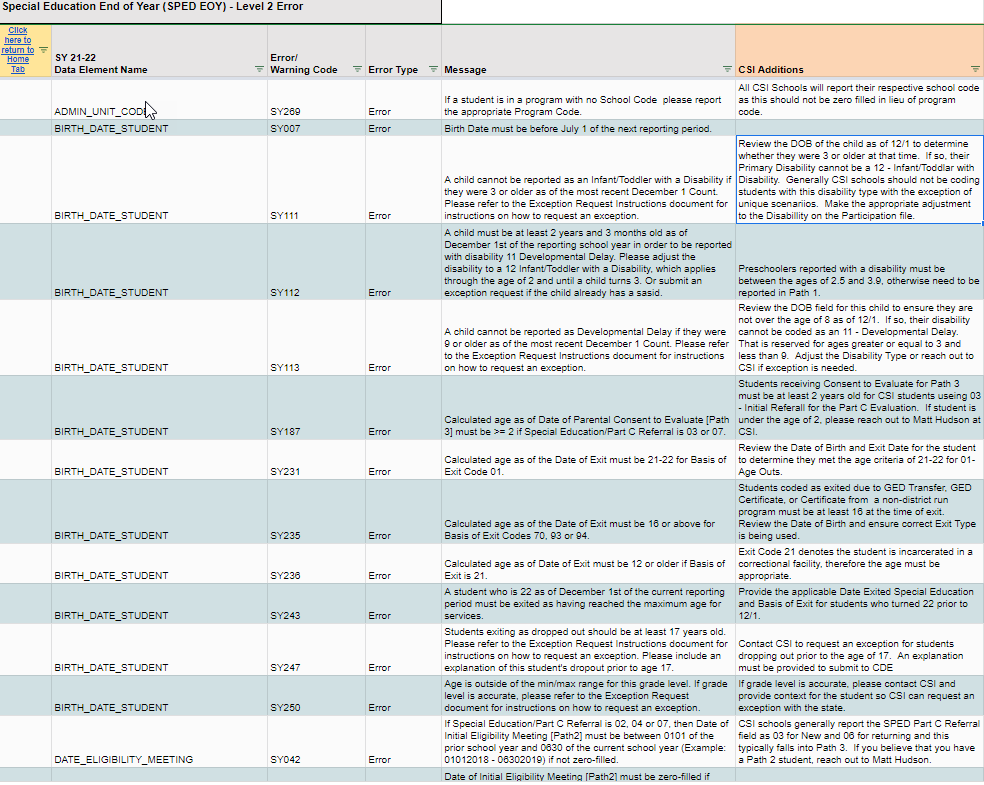 Special Education End of Year (SPED EOY) - Level 2 Error
Click
here to
return to
Home
Tab
SY 21-22
Data Element Name
Error/
Warning Code
Error Type
Message
CSI Additions
ADMIN_UNIT_CODE
SY269
Error
If a student is in a program with no School Code please report
the appropriate Program Code.
All CSI Schools will report their respective school code
as this should not be zero filled in lieu of program
code.
BIRTH_DATE_STUDENT
SY007
Error
Birth Date must be before July 1 of the next reporting period.
BIRTH_DATE_STUDENT
SY111
Error
A child cannot be reported as an Infant/Toddler with a Disability if
they were 3 or older as of the most recent December 1 Count.
Please refer to the Exception Request Instructions document for
instructions on how to request an exception.
Review the DOB of the child as of 12/1 to determine
whether they were 3 or older at that time. If so, their
Primary Disability cannot be a 12 - Infant/Toddlar with
Disability. Generally CSI schools should not be coding
students with this disability type with the exception of
unique scenariios. Make the appropriate adjustment
to the Disabillity on the Participation file.
BIRTH_DATE_STUDENT
SY112
Error
A child must be at least 2 years and 3 months old as of
December 1st of the reporting school year in order to be reported
with disability 11 Developmental Delay. Please adjust the
disability to a 12 Infant/Toddler with a Disability, which applies
through the age of 2 and until a child turns 3. Or submit an
exception request if the child already has a sasid.
Preschoolers reported with a disability must be
between the ages of 2.5 and 3.9, otherwise need to be
reported in Path 1.
BIRTH_DATE_STUDENT
SY113
Error
A child cannot be reported as Developmental Delay if they were
9 or older as of the most recent December 1 Count. Please refer
to the Exception Request Instructions document for instructions
on how to request an exception.
Review the DOB field for this child to ensure they are
not over the age of 8 as of 12/1. If so, their disability
cannot be coded as an 11 - Developmental Delay.
That is reserved for ages greater or equal to 3 and
less than 9. Adjust the Disability Type or reach out to
CSI if exception is needed.
BIRTH_DATE_STUDENT
SY187
Error
Calculated age as of Date of Parental Consent to Evaluate [Path
3] must be >= 2 if Special Education/Part C Referral is 03 or 07.
Students receiving Consent to Evaluate for Path 3
must be at least 2 years old for CSI students useing 03
- Initial Referall for the Part C Evaluation. If student is
under the age of 2, please reach out to Matt Hudson at
CSI.
BIRTH_DATE_STUDENT
SY231
Error
Calculated age as of the Date of Exit must be 21-22 for Basis of
Exit Code 01.
Review the Date of Birth and Exit Date for the student
to determine they met the age criteria of 21-22 for 01-
Age Outs.
BIRTH_DATE_STUDENT
SY235
Error
Calculated age as of the Date of Exit must be 16 or above for
Basis of Exit Codes 70, 93 or 94.
Students coded as exited due to GED Transfer, GED
Certificate, or Certificate from a non-district run
program must be at least 16 at the time of exit.
Review the Date of Birth and ensure correct Exit Type
is being used.
BIRTH_DATE_STUDENT
SY236
Error
Calculated age as of Date of Exit must be 12 or older if Basis of
Exit is 21.
Exit Code 21 denotes the student is incarcerated in a
correctional facility, therefore the age must be
appropriate.
BIRTH_DATE_STUDENT
SY243
Error
A student who is 22 as of December 1st of the current reporting
period must be exited as having reached the maximum age for
services.
Provide the applicable Date Exited Special Education
and Basis of Exit for students who turned 22 prior to
12/1.
BIRTH_DATE_STUDENT
SY247
Error
Students exiting as dropped out should be at least 17 years old.
Please refer to the Exception Request Instructions document for
instructions on how to request an exception. Please include an
explanation of this student's dropout prior to age 17.
Contact CSI to request an exception for students
dropping out prior to the age of 17. An explanation
must be provided to submit to CDE
BIRTH_DATE_STUDENT
SY250
Error
Age is outside of the min/max range for this grade level. If grade
level is accurate, please refer to the Exception Request
document for instructions on how to request an exception.
If grade level is accurate, please contact CSI and
provide context for the student so CSI can request an
exception with the state.
DATE_ELIGIBILITY_MEETING
SY042
Error
If Special Education/Part C Referral is 02, 04 or 07, then Date of
Initial Eligibility Meeting [Path2] must be between 0101 of the
prior school year and 0630 of the current school year (Example:
01012018 - 06302019) if not zero-filled.
CSI schools generally report the SPED Part C Referral
field as 03 for New and 06 for returning and this
typically falls into Path 3. If you believe that you have
a Path 2 student, reach out to Matt Hudson.
Date of Initial Eligibility Meeting [Path2] must be zero-filled if